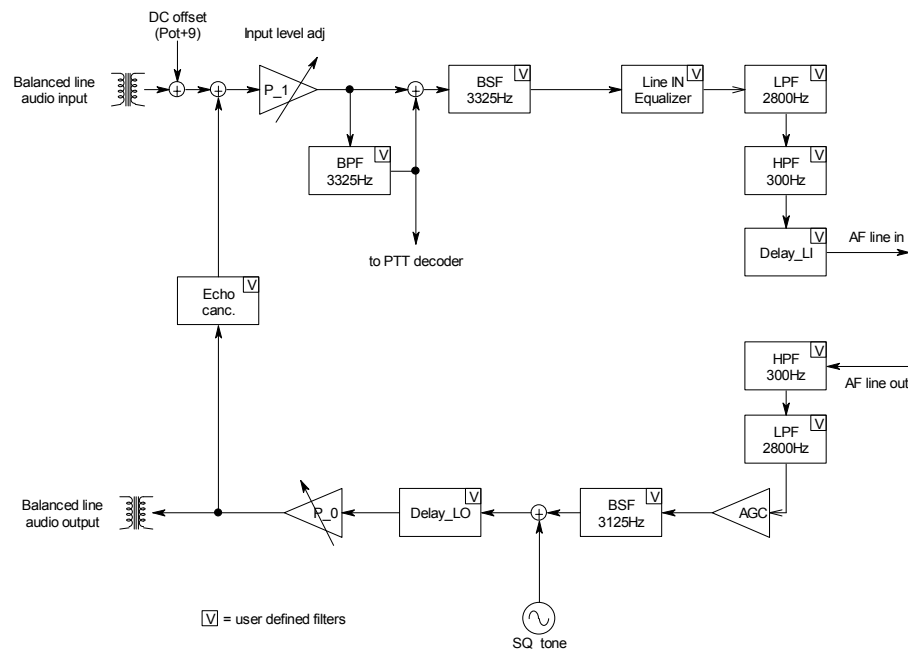 DC offset
(Pot+9)
Input level adj
Balanced line
audio input
P_1
BSF
3325Hz
V
Line IN
Equalizer
V
LPF
2800Hz
V
BPF
3325Hz
V
HPF
300Hz
V
to PTT decoder
Delay_LI
V
AF line in
Echo
canc.
V
HPF
300Hz
V
AF line out
LPF
2800Hz
V
Balanced line
audio output
P_0
Delay_LO
V
BSF
3125Hz
V
AGC
V = user defined filters
SQ_tone